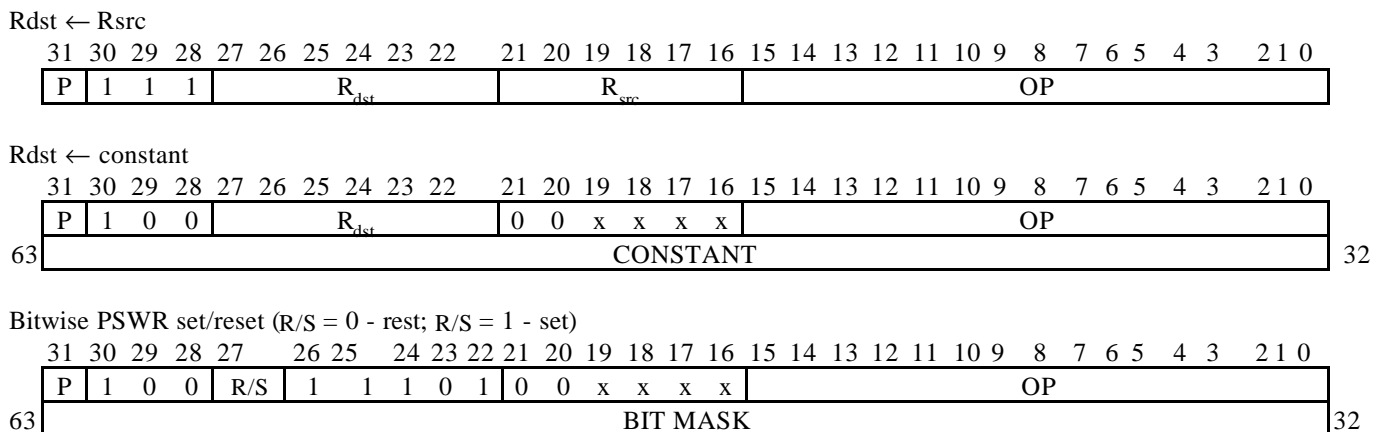 Rdst ← Rsrc
31 30 29 28 27 26 25 24 23 22 21 20 19 18 17 16 15 14 13 12 11 10 9 8 7 6 5 4 3 2 1 0
P 1 1 1 Rdst Rsrc OP
Rdst ← constant
31 30 29 28 27 26 25 24 23 22 21 20 19 18 17 16 15 14 13 12 11 10 9 8 7 6 5 4 3 2 1 0
P 1 0 0 Rdst 0 0 x x x x OP
63 CONSTANT 32
Bitwise PSWR set/reset (R/S = 0 - rest; R/S = 1 - set)
31 30 29 28 27 26 25 24 23 22 21 20 19 18 17 16 15 14 13 12 11 10 9 8 7 6 5 4 3 2 1 0
P 1 0 0 R/S 1 1 1 0 1 0 0 x x x x OP
63 BIT MASK 32